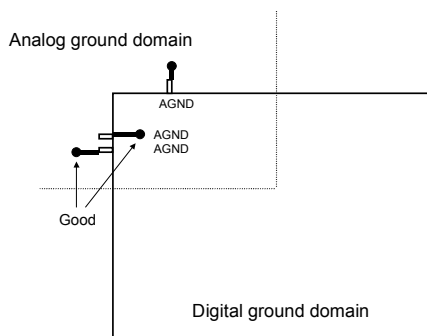 Analog ground domain
AGND
AGND
AGND
Good
Digital ground domain